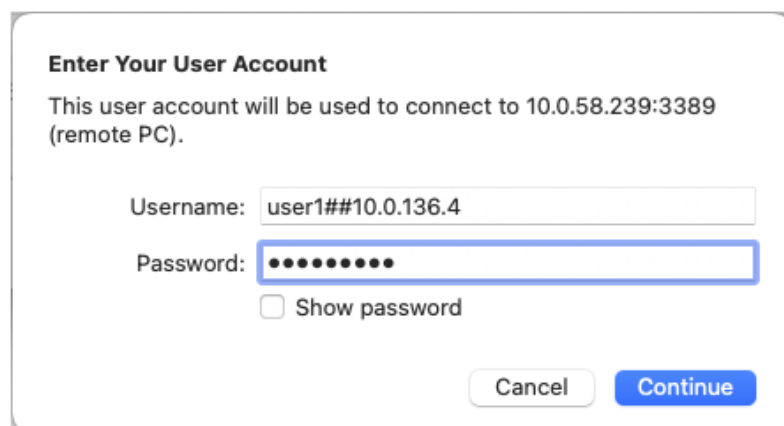 Enter Your User Account
This user account will be used to connect to 10.0.58.239:3389
(remote PC).
Username: user1##10.0.136.4
Password: •••••••••
Show password
Cancel Continue